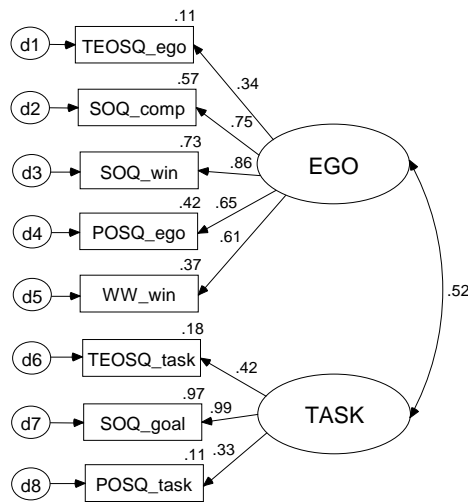 .11
d1 TEOSQ_ego
.34
.57
d2 SOQ_comp
.75
.73
d3 SOQ_win
.86
EGO
.42
.65
d4 POSQ_ego
.61
.37
d5 WW_win
.52
.18
d6 TEOSQ_task
.42
.97
.99
d7 SOQ_goal
TASK
.11
.33
d8 POSQ_task